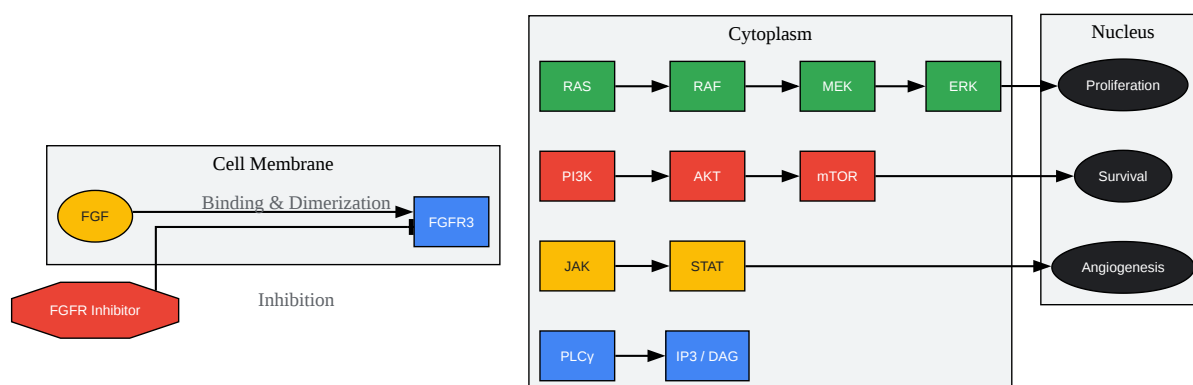 Cell Membrane
FGF
Binding & Dimerization
FGFR3
FGFR Inhibitor
Inhibition
Cytoplasm
RAS
RAF
MEK
ERK
PI3K
AKT
mTOR
JAK
STAT
PLCγ
IP3 / DAG
Nucleus
Proliferation
Survival
Angiogenesis